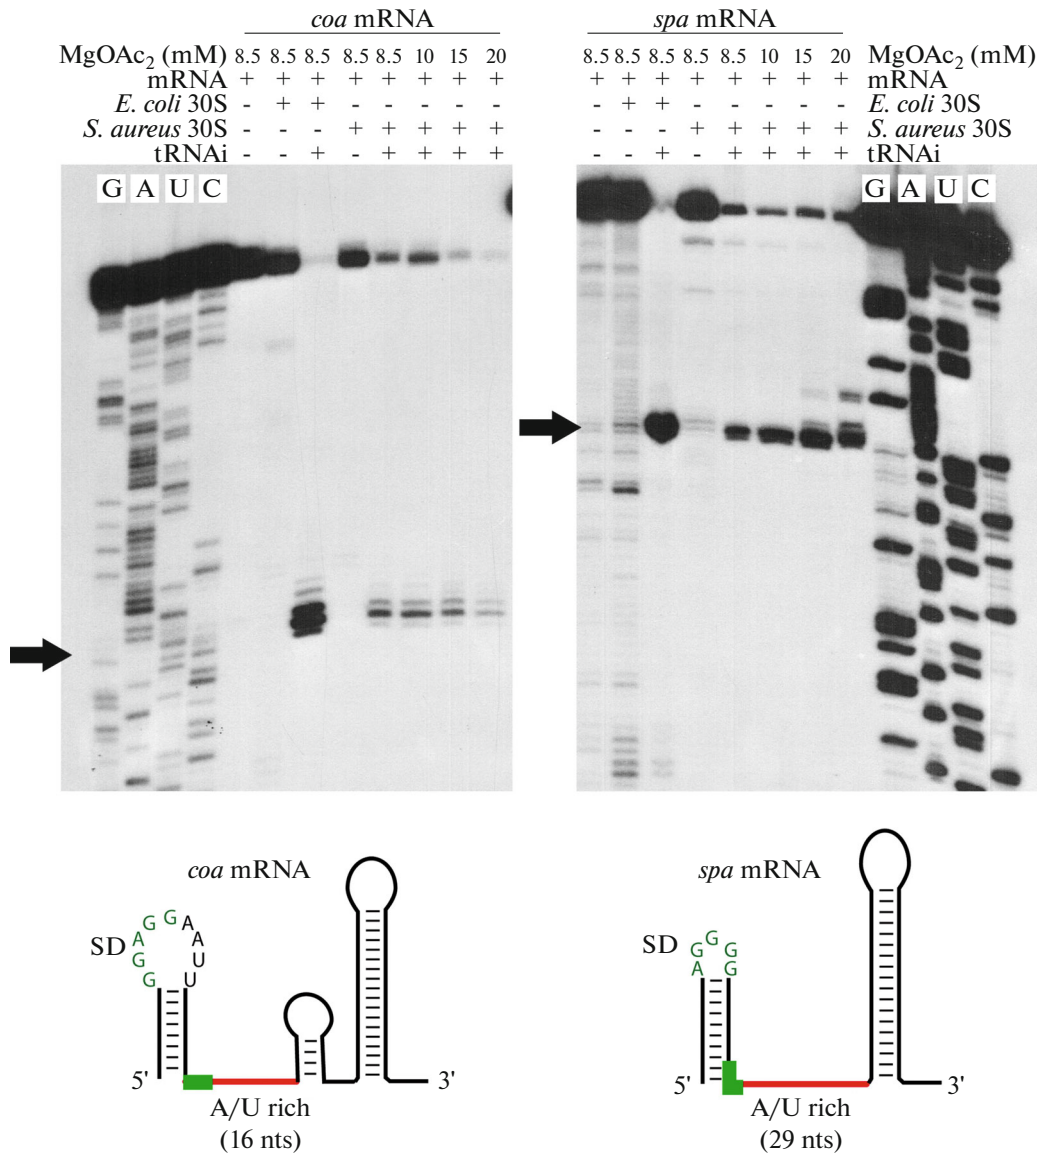 coa mRNA
MgOAc2 (mM) 8.5 8.5 8.5 8.5 8.5 10 15 20
mRNA + + + + + + + +
E. coli 30S - + + - - - - -
S. aureus 30S - - - + + + + +
tRNAi - - + - + + + +
G A U C
spa mRNA
8.5 8.5 8.5 8.5 8.5 10 15 20 MgOAc2 (mM)
+ + + + + + + + mRNA
- + + - - - - - E. coli 30S
- - - + + + + + S. aureus 30S
- - + - + + + + tRNAi
G A U C
coa mRNA
SD
G G A G G A A U U
5'
3'
A/U rich
(16 nts)
spa mRNA
SD
A G G G G
5'
3'
A/U rich
(29 nts)